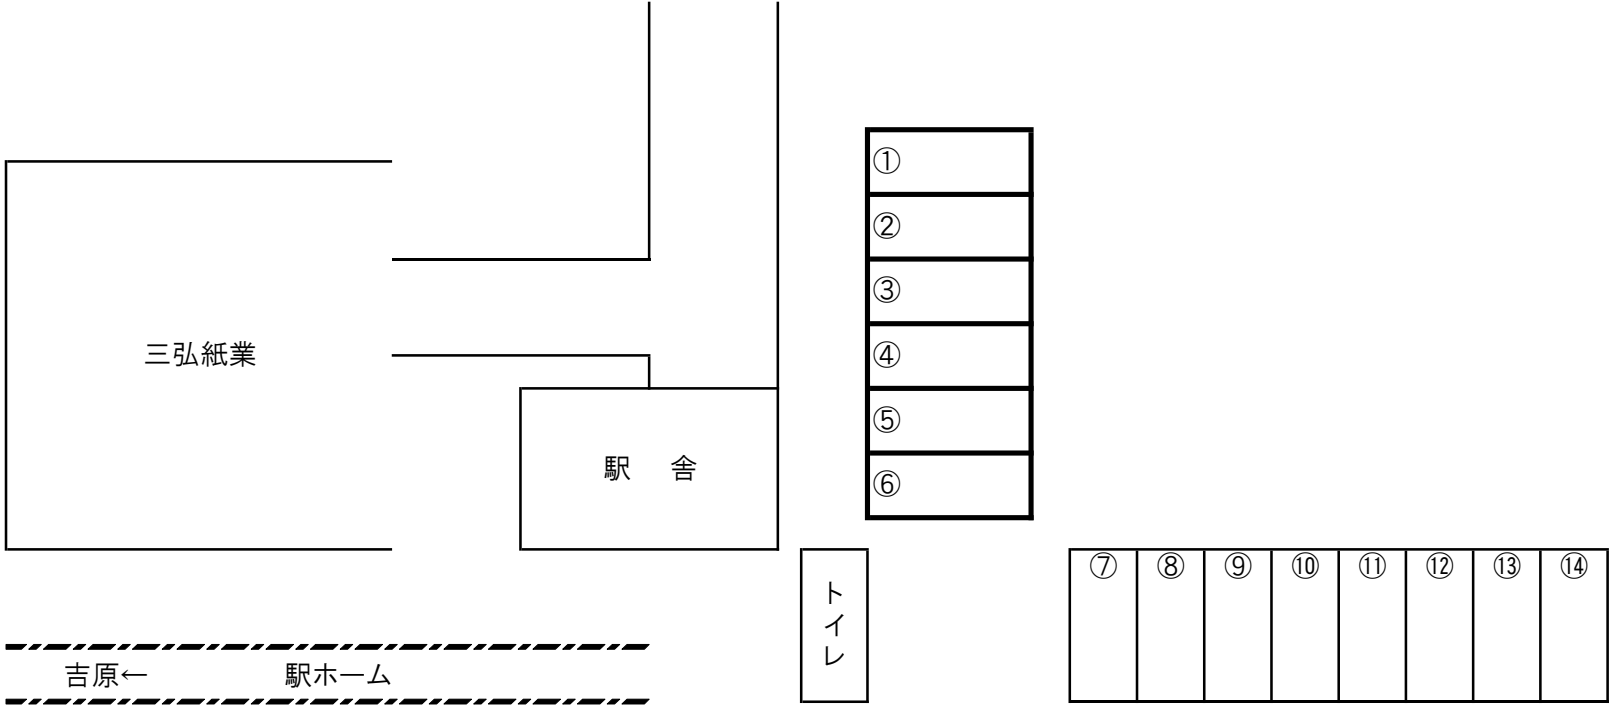 ①
②
③
④
⑤
⑥
三弘紙業
駅　舎
トイレ
⑦ ⑧ ⑨ ⑩ ⑪ ⑫ ⑬ ⑭
吉原← 駅ホーム